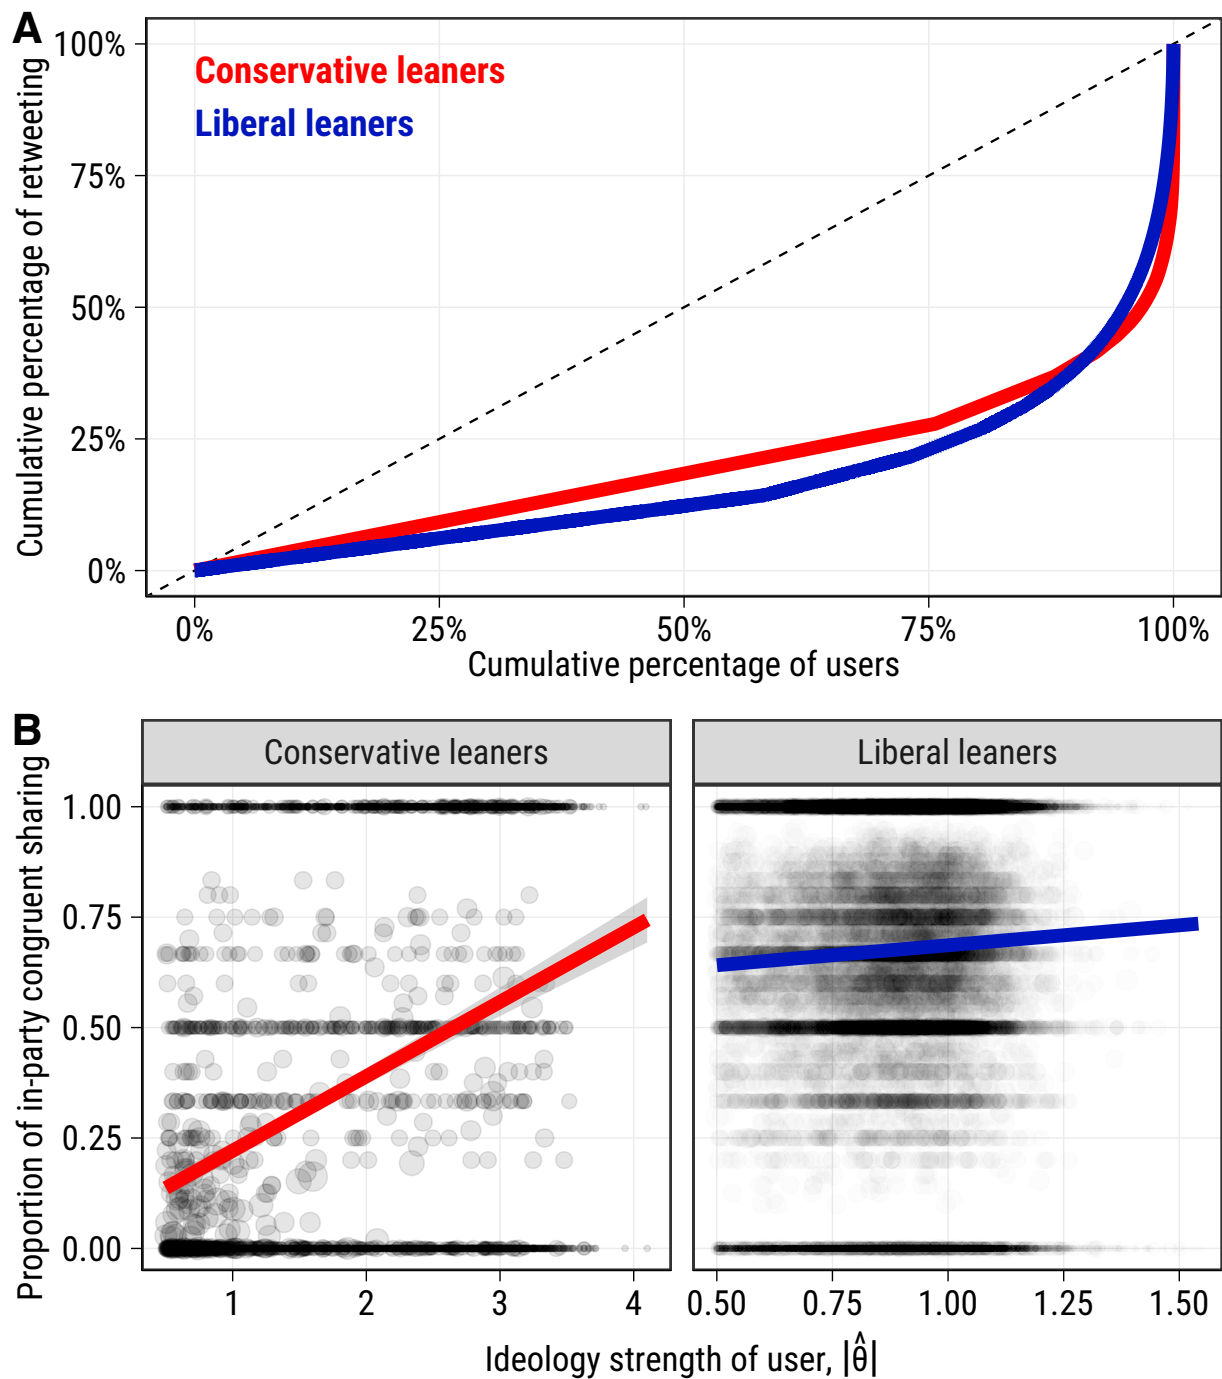 A
Cumulative percentage of retweeting
100%
75%
50%
25%
0%
Conservative leaners
Liberal leaners
0% 25% 50% 75% 100%
Cumulative percentage of users
B
Proportion of in-party congruent sharing
Conservative leaners Liberal leaners
1.00
0.75
0.50
0.25
0.00
1 2 3 4 0.50 0.75 1.00 1.25 1.50
Ideology strength of user, |θ̂|